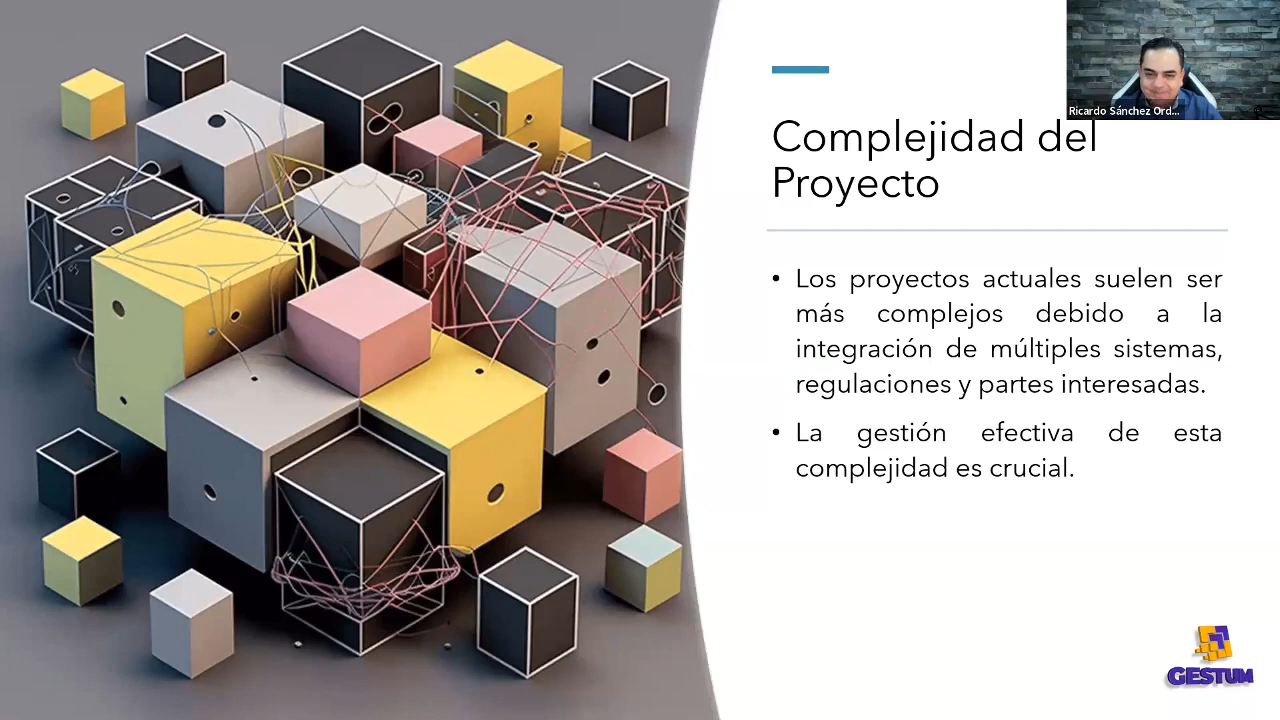 Ricardo Sánchez Ord...
Complejidad del
Proyecto
• Los proyectos actuales suelen ser
más complejos debido a la
integración de múltiples sistemas,
regulaciones y partes interesadas.
• La gestión efectiva de esta
complejidad es crucial.
GESTUM